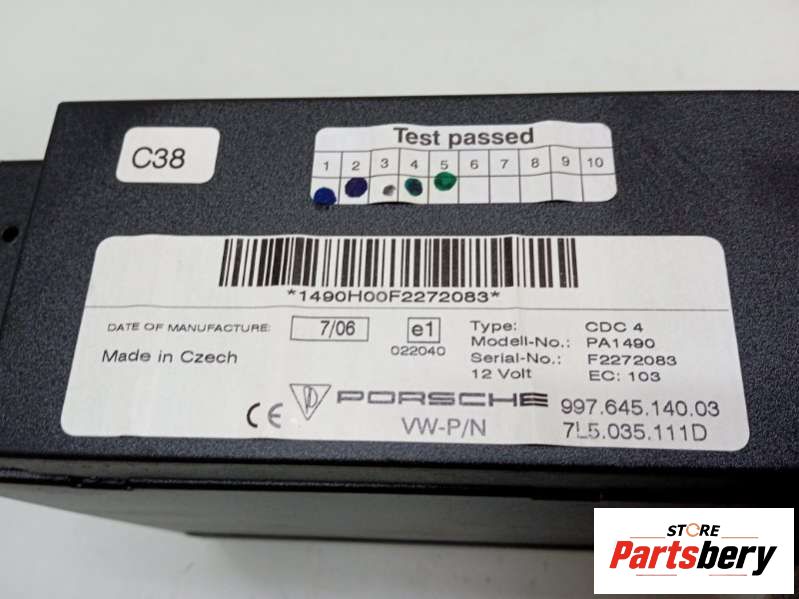 C38
Test passed
1 2 3 4 5 6 7 8 9 10
*1490H00F2272083*
DATE OF MANUFACTURE: 7/06 e1 022040
Made in Czech
Type: CDC 4
Modell-No.: PA1490
Serial-No.: F2272083
12 Volt EC: 103
CE PORSCHE 997.645.140.03
VW-P/N 7L5.035.111D
STORE
Partsbery